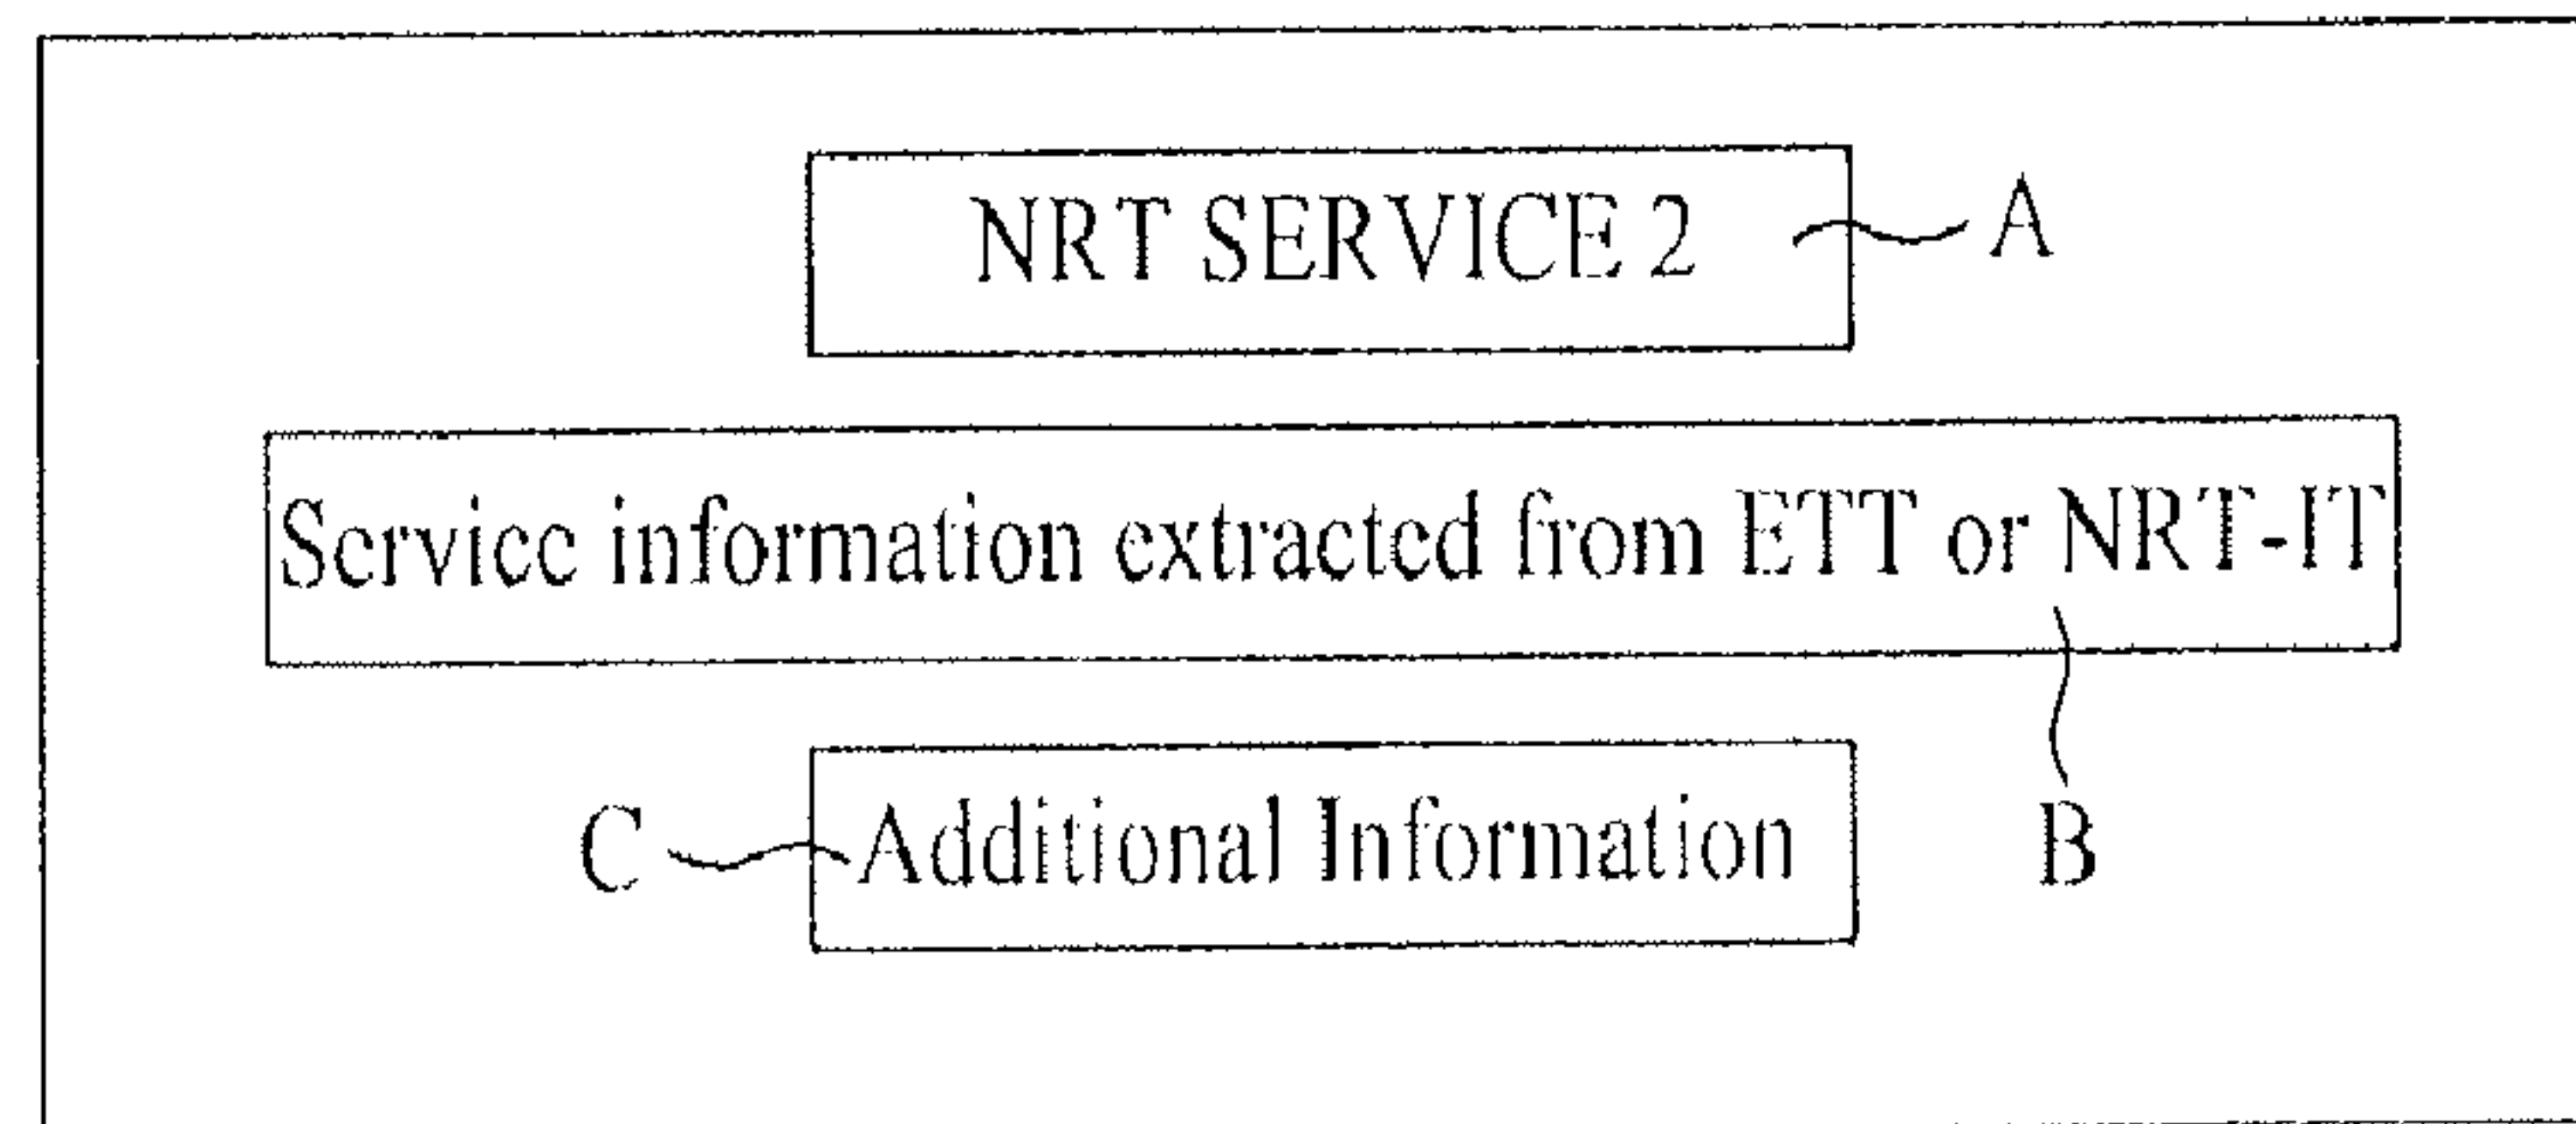 NRT SERVICE 2 A
Service information extracted from ETT or NRT-IT
C Additional Information B